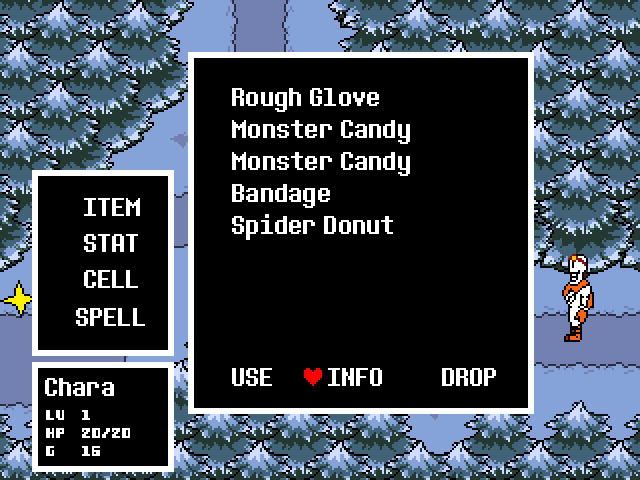 Rough Glove
Monster Candy
Monster Candy
Bandage
Spider Donut
USE INFO DROP
ITEM
STAT
CELL
SPELL
Chara
LV 1
HP 20/20
G 16